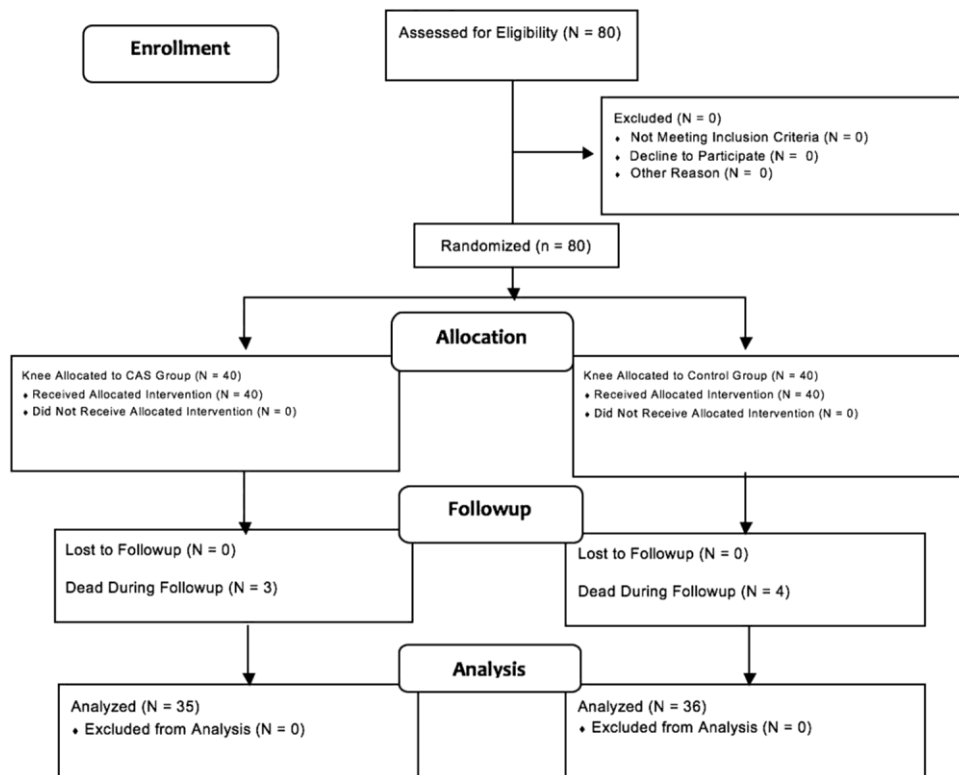 Enrollment
Assessed for Eligibility (N = 80)
Excluded (N = 0)
♦ Not Meeting Inclusion Criteria (N = 0)
♦ Decline to Participate (N = 0)
♦ Other Reason (N = 0)
Randomized (n = 80)
Allocation
Knee Allocated to CAS Group (N = 40)
♦ Received Allocated Intervention (N = 40)
♦ Did Not Receive Allocated Intervention (N = 0)
Knee Allocated to Control Group (N = 40)
♦ Received Allocated Intervention (N = 40)
♦ Did Not Receive Allocated Intervention (N = 0)
Followup
Lost to Followup (N = 0)
Dead During Followup (N = 3)
Lost to Followup (N = 0)
Dead During Followup (N = 4)
Analysis
Analyzed (N = 35)
♦ Excluded from Analysis (N = 0)
Analyzed (N = 36)
♦ Excluded from Analysis (N = 0)